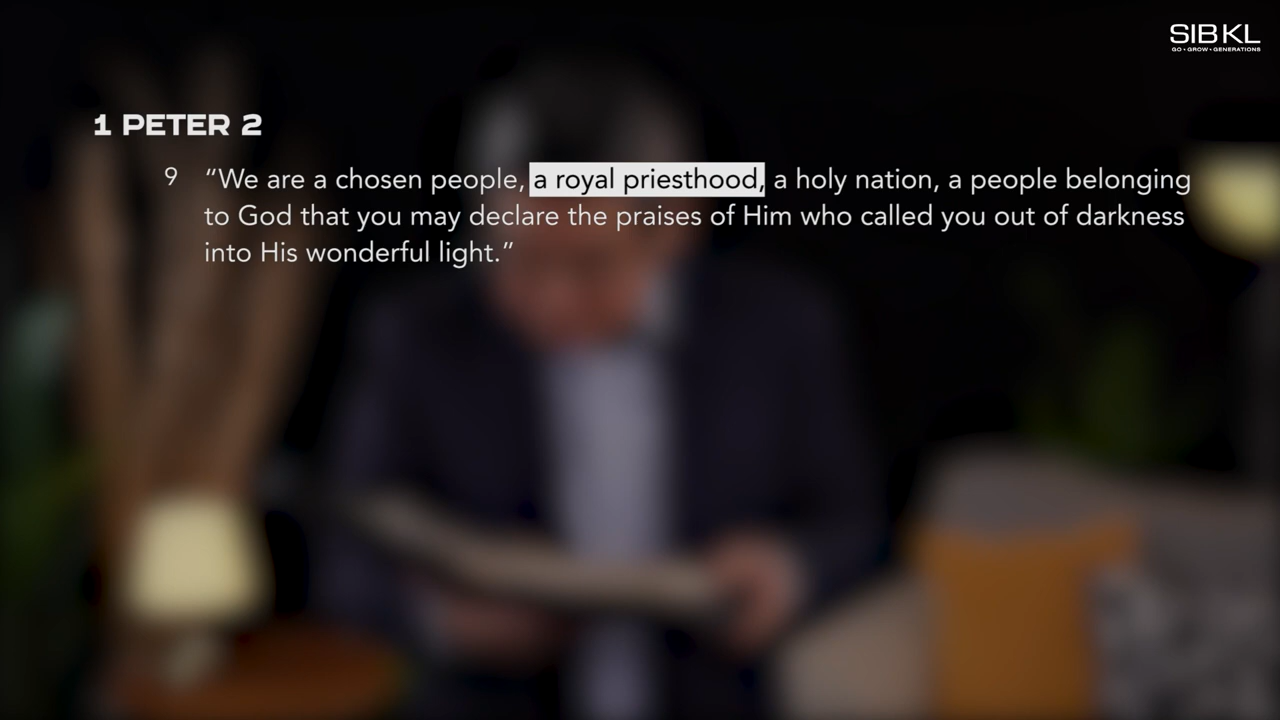 SIBKL
GO • GROW • GENERATIONS
1 PETER 2
9 “We are a chosen people, a royal priesthood, a holy nation, a people belonging
to God that you may declare the praises of Him who called you out of darkness
into His wonderful light.”